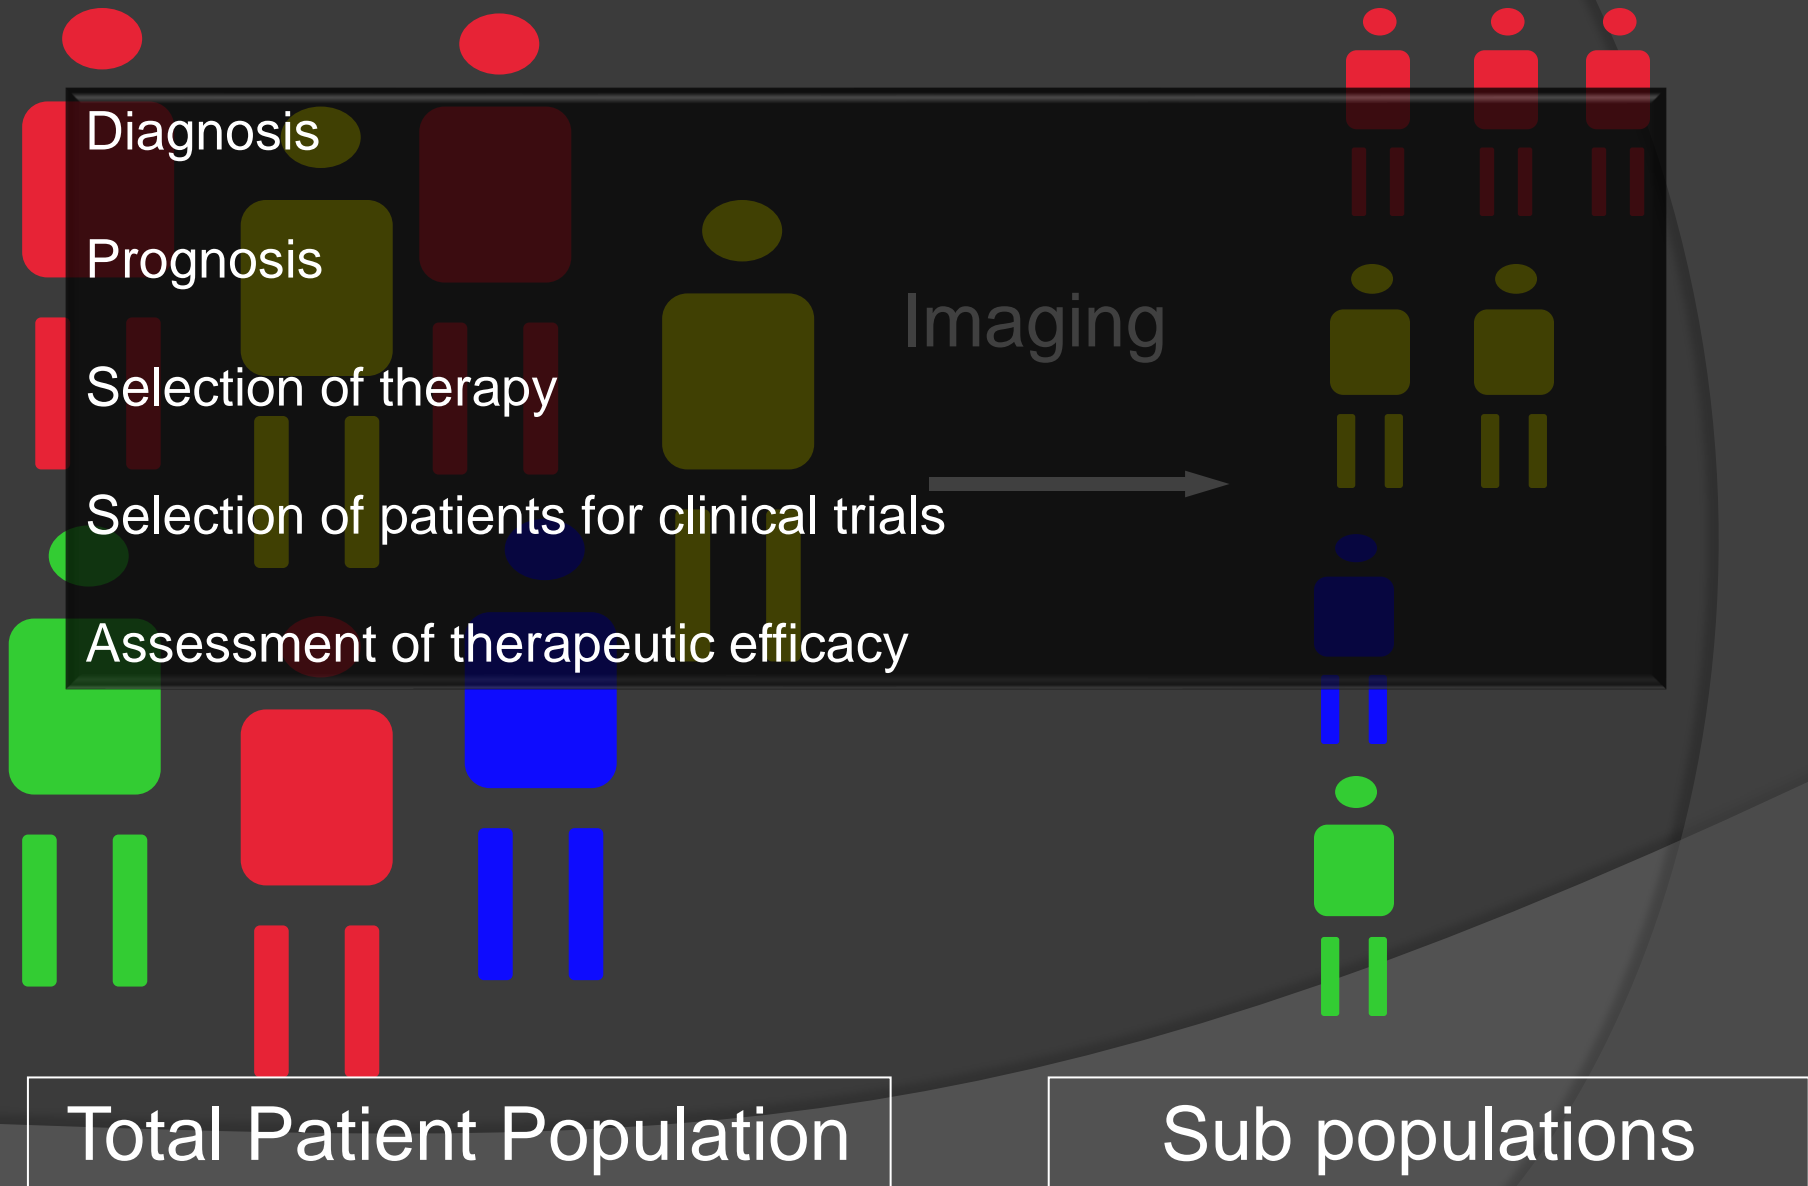 Diagnosis
Prognosis
Imaging
Selection of therapy
Selection of patients for clinical trials
Assessment of therapeutic efficacy
Total Patient Population
Sub populations